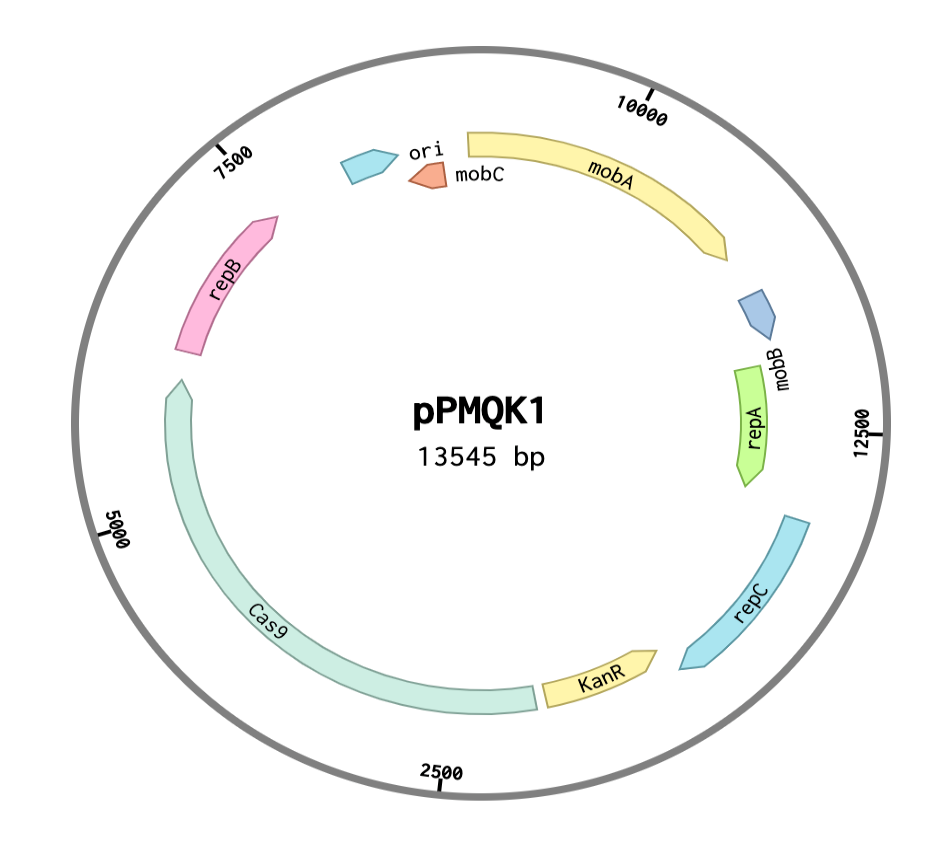 10000
ori
7500
mobC
mobA
repB
mobB
pPMQK1
repA
12500
13545 bp
5000
repC
Cas9
KanR
2500